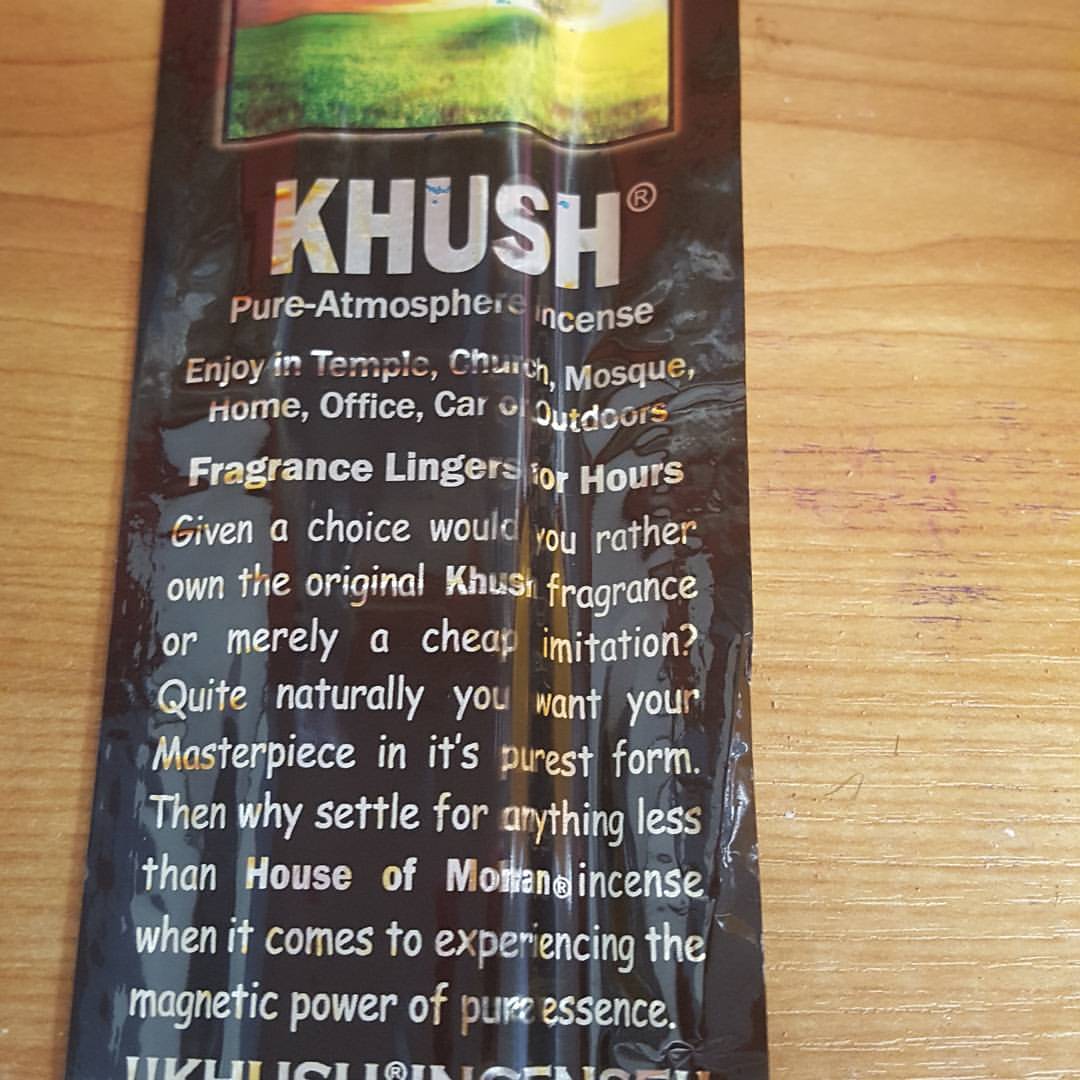 KHUSH®
Pure-Atmosphere incense
Enjoy in Temple, Church, Mosque,
Home, Office, Car or Outdoors
Fragrance Lingers for Hours
Given a choice would you rather
own the original Khush fragrance
or merely a cheap imitation?
Quite naturally you want your
Masterpiece in it's purest form.
Then why settle for anything less
than House of Mohan® incense
when it comes to experiencing the
magnetic power of pure essence.
!!KHUSH® INCENSE!!